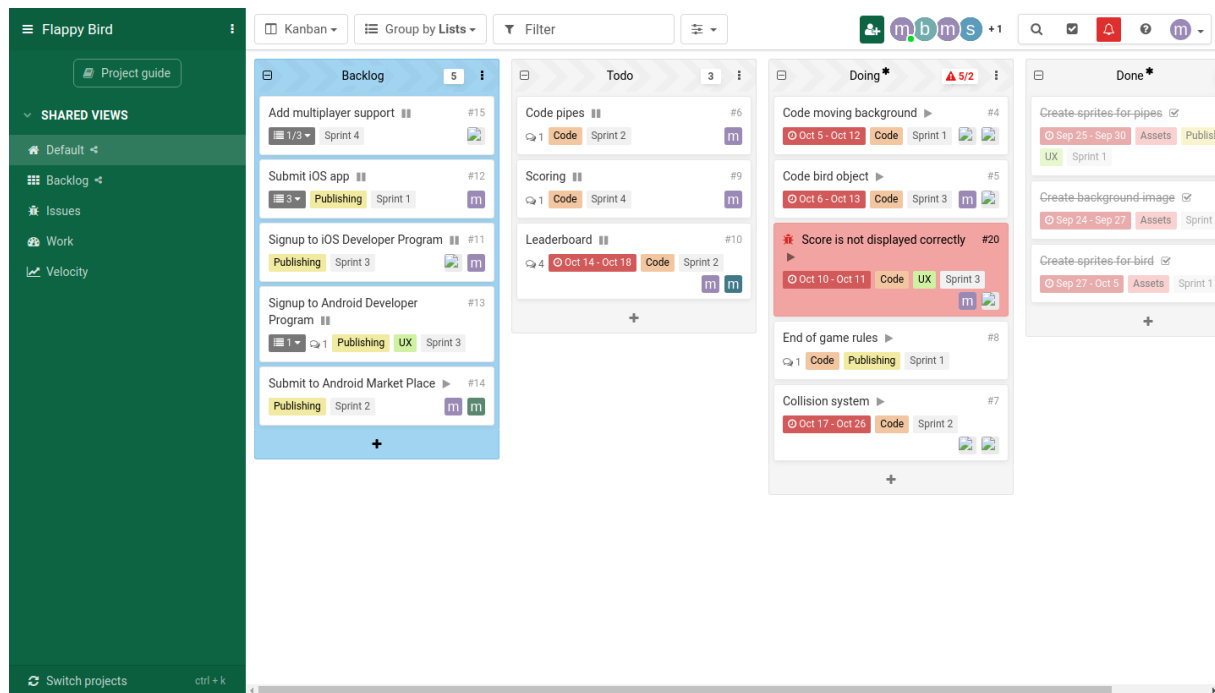 Flappy Bird
Kanban
Group by Lists
Filter
m b m s +1
m
Project guide
SHARED VIEWS
Default
Backlog
Issues
Work
Velocity
Switch projects ctrl + k
Backlog 5
Add multiplayer support #15
1/3 Sprint 4
Submit iOS app #12
3 Publishing Sprint 1 m
Signup to iOS Developer Program #11
Publishing Sprint 3 m
Signup to Android Developer #13
Program
1 1 Publishing UX Sprint 3
Submit to Android Market Place #14
Publishing Sprint 2 m m
+
Todo 3
Code pipes #6
1 Code Sprint 2 m
Scoring #9
1 Code Sprint 4 m
Leaderboard #10
4 Oct 14 - Oct 18 Code Sprint 2
m m
+
Doing* 5/2
Code moving background #4
Oct 5 - Oct 12 Code Sprint 1
Code bird object #5
Oct 6 - Oct 13 Code Sprint 3 m
Score is not displayed correctly #20
Oct 10 - Oct 11 Code UX Sprint 3
m
End of game rules #8
1 Code Publishing Sprint 1
Collision system #7
Oct 17 - Oct 26 Code Sprint 2
+
Done*
Create sprites for pipes
Sep 25 - Sep 30 Assets Publis
UX Sprint 1
Create background image
Sep 24 - Sep 27 Assets Sprint
Create sprites for bird
Sep 27 - Oct 5 Assets Sprint 1
+